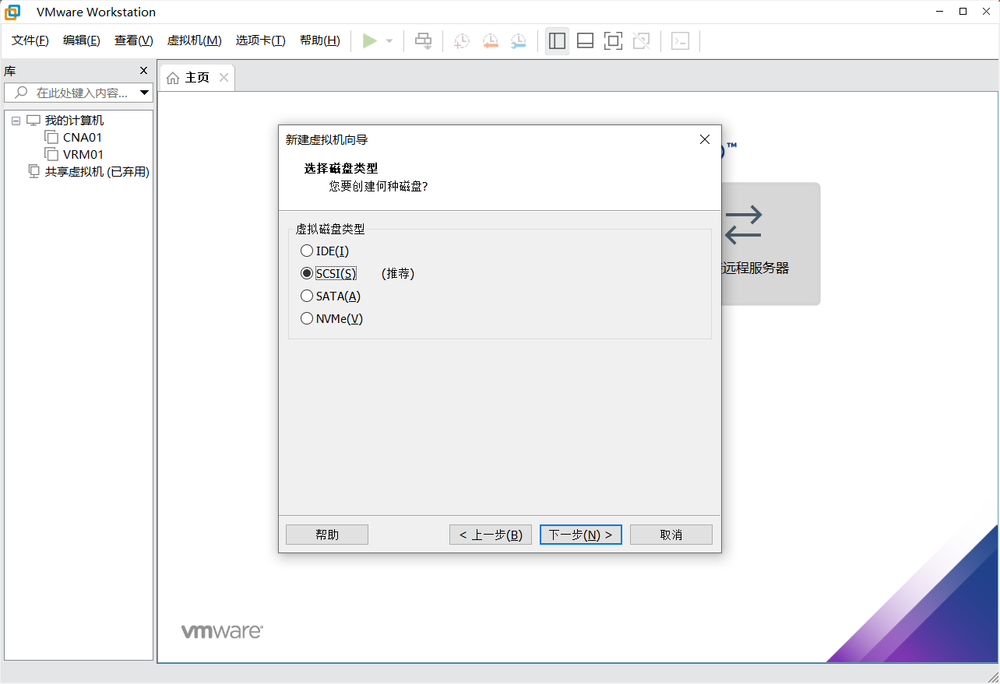 VMware Workstation
文件(F) 编辑(E) 查看(V) 虚拟机(M) 选项卡(T) 帮助(H)
库
在此处键入内容...
我的计算机
CNA01
VRM01
共享虚拟机 (已弃用)
主页
™
远程服务器
新建虚拟机向导
选择磁盘类型
您要创建何种磁盘?
虚拟磁盘类型
IDE(I)
SCSI(S) (推荐)
SATA(A)
NVMe(V)
帮助 < 上一步(B) 下一步(N) > 取消
vmware